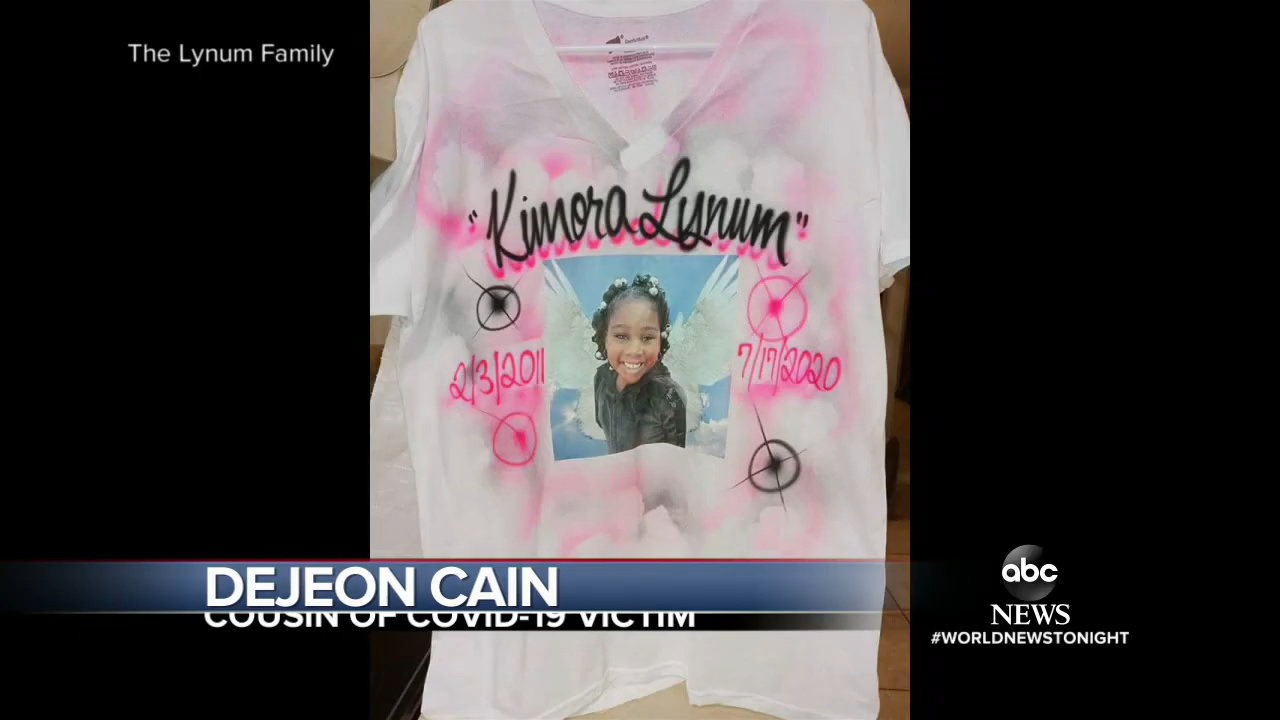 The Lynum Family
"Kimora Lynum"
2/3/2011
7/17/2020
DEJEON CAIN
COUSIN OF COVID-19 VICTIM
abc
NEWS
#WORLDNEWSTONIGHT